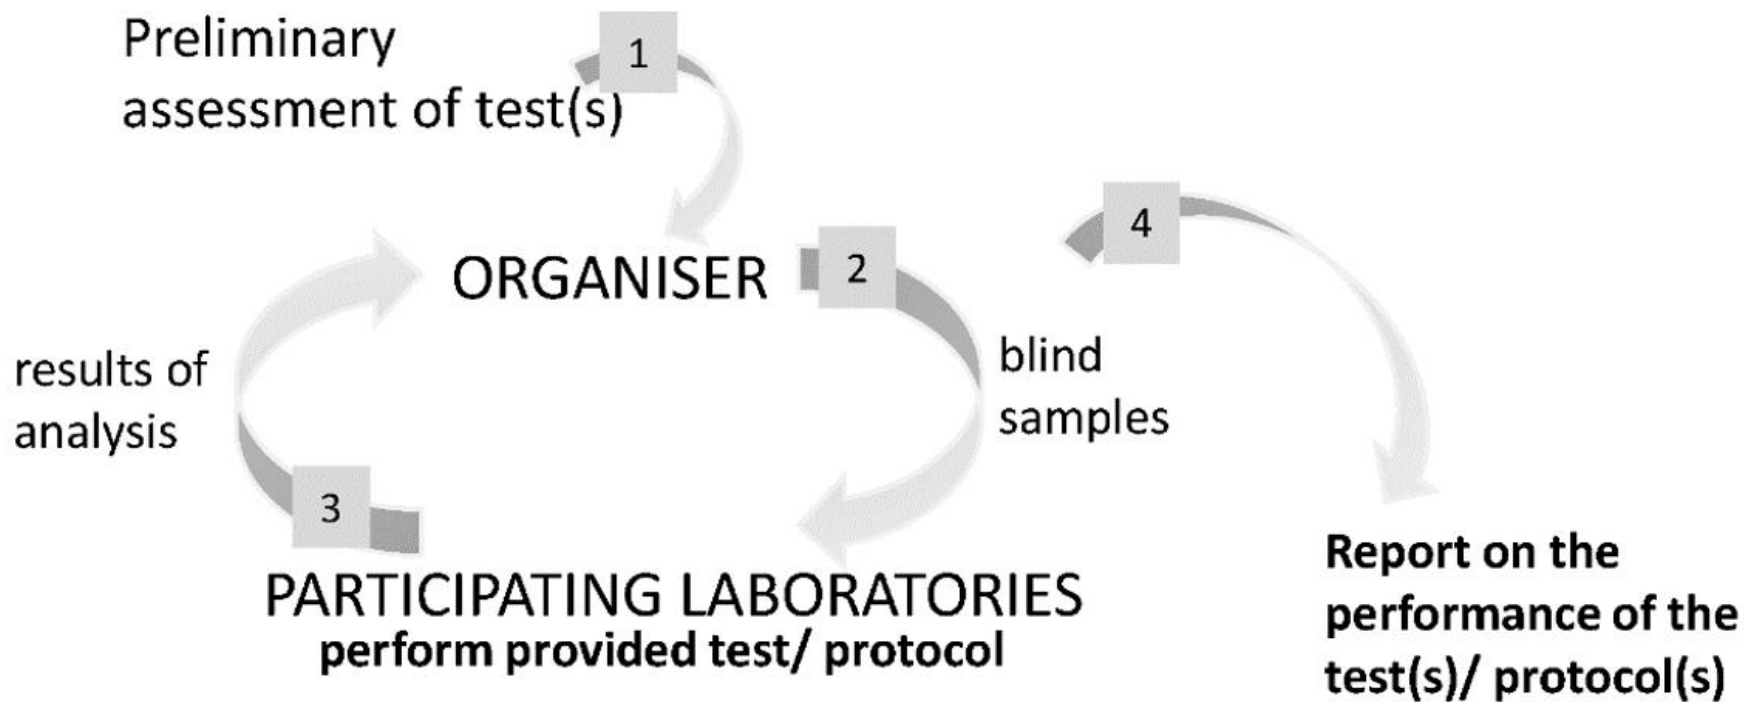 Preliminary
assessment of test(s)
1
ORGANISER
2
4
results of
analysis
blind
samples
3
PARTICIPATING LABORATORIES
perform provided test/ protocol
Report on the
performance of the
test(s)/ protocol(s)